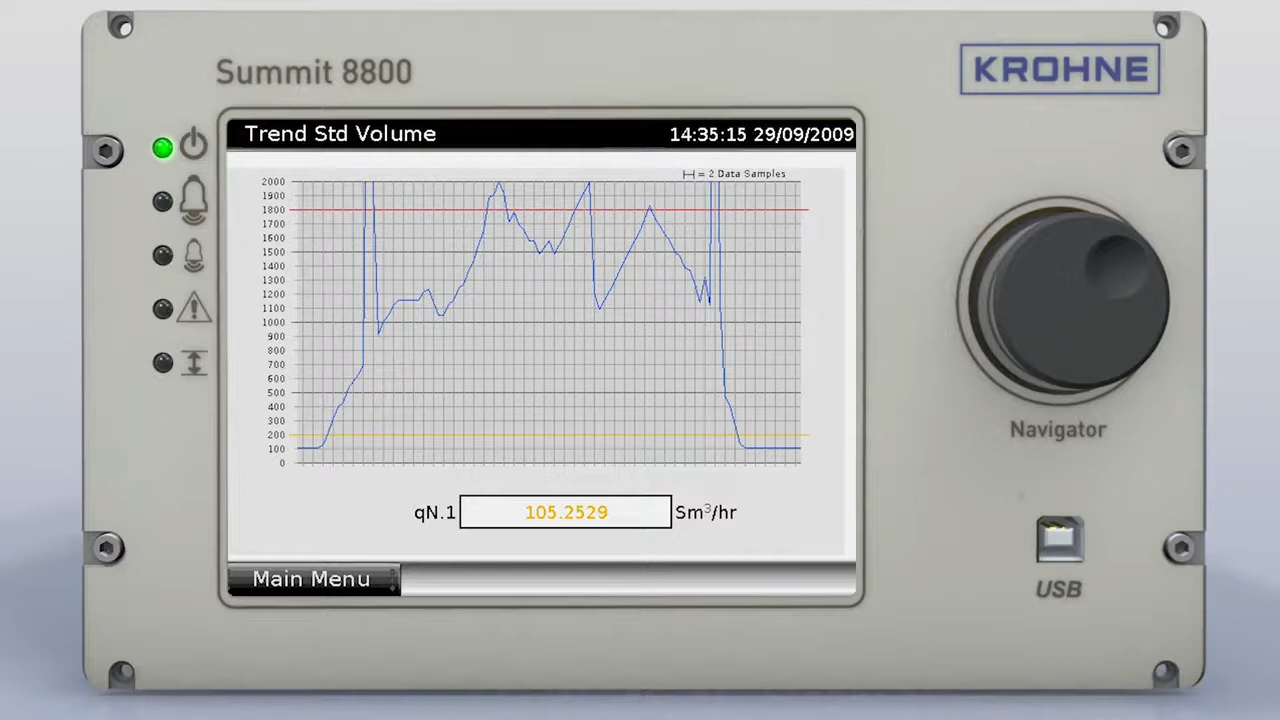 Summit 8800
KROHNE
Trend Std Volume 14:35:15 29/09/2009
= 2 Data Samples
2000
1900
1800
1700
1600
1500
1400
1300
1200
1100
1000
900
800
700
600
500
400
300
200
100
0
qN.1 105.2529 Sm³/hr
Main Menu
Navigator
USB